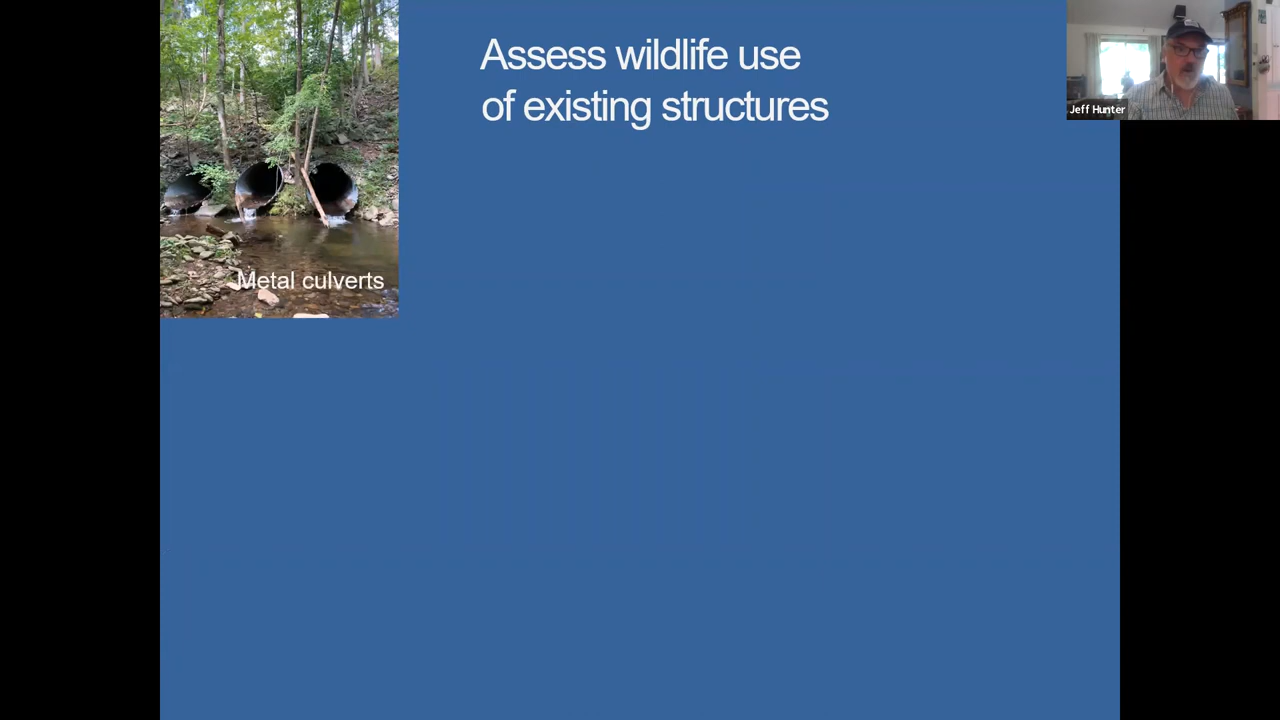 Assess wildlife use
of existing structures
Jeff Hunter
Metal culverts